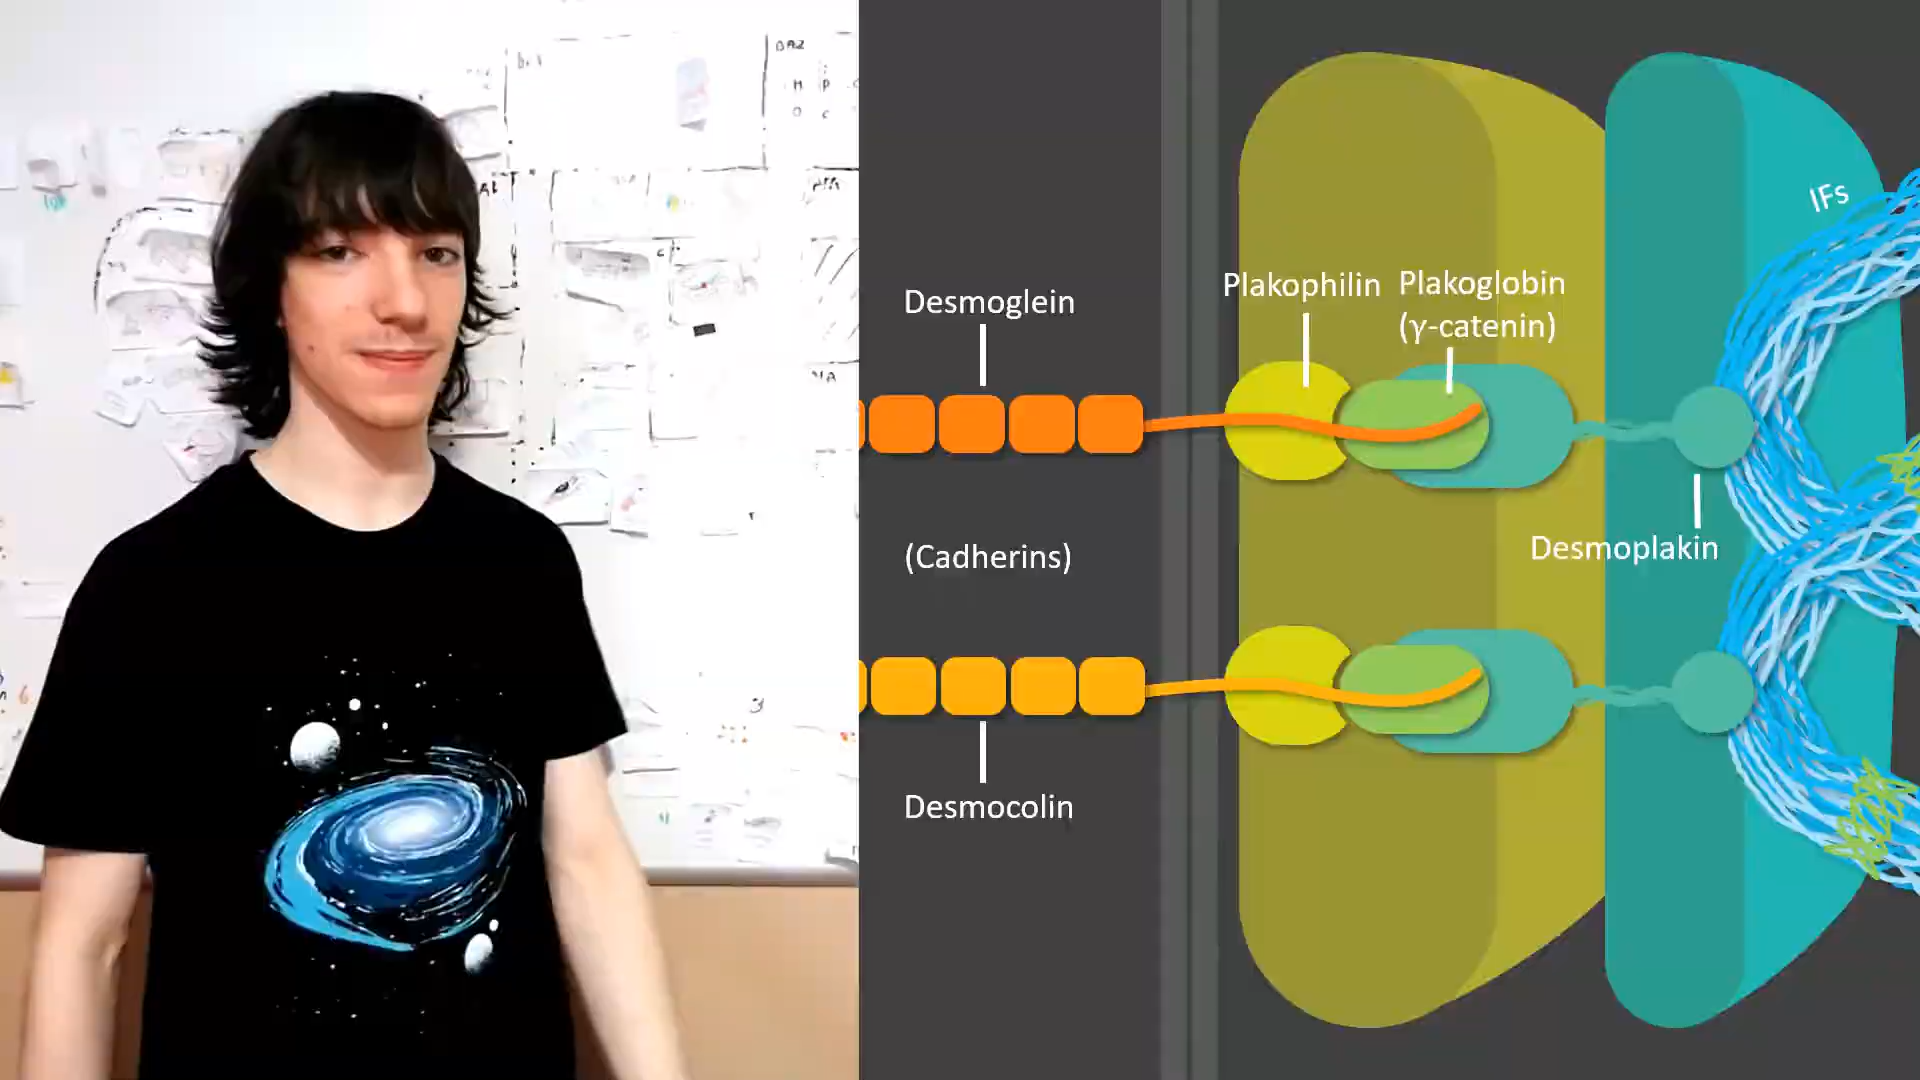 IFs
Plakophilin
Plakoglobin
(γ-catenin)
Desmoglein
Desmoplakin
(Cadherins)
Desmocolin